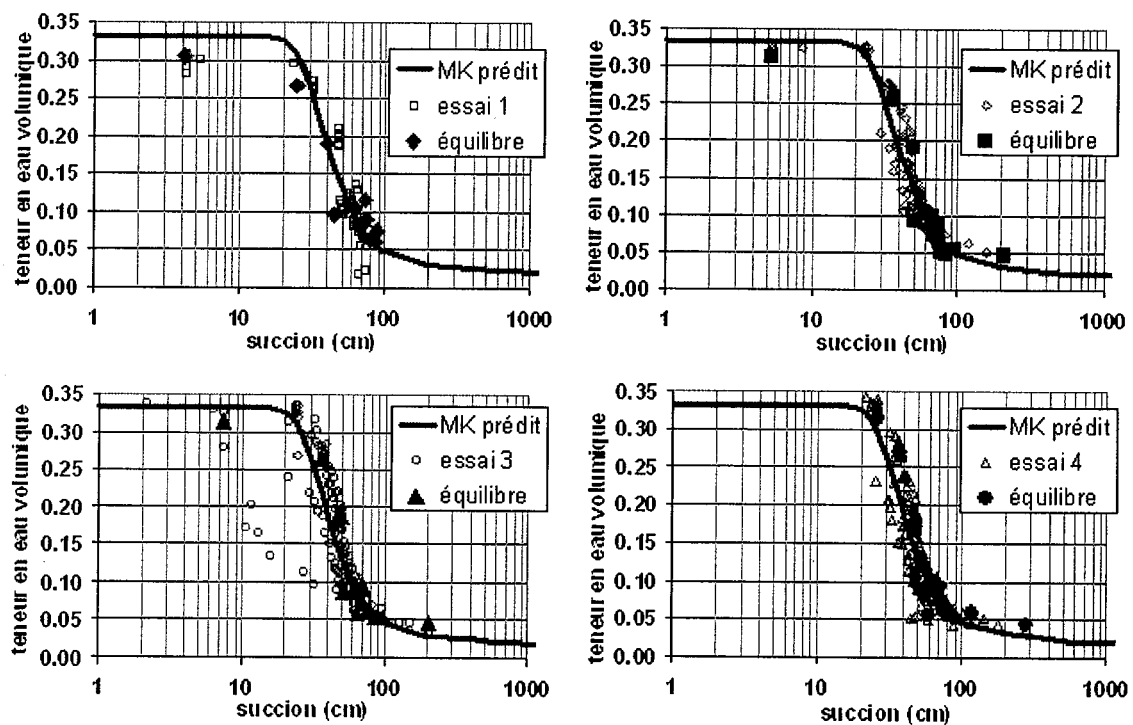 teneur en eau volumique
0.35
0.30
0.25
0.20
0.15
0.10
0.05
0.00
MK prédit
essai 1
équilibre
1 10 100 1000
succion (cm)
teneur en eau volumique
0.35
0.30
0.25
0.20
0.15
0.10
0.05
0.00
MK prédit
essai 2
équilibre
1 10 100 1000
succion (cm)
teneur en eau volumique
0.35
0.30
0.25
0.20
0.15
0.10
0.05
0.00
MK prédit
essai 3
équilibre
1 10 100 1000
succion (cm)
teneur en eau volumique
0.35
0.30
0.25
0.20
0.15
0.10
0.05
0.00
MK prédit
essai 4
équilibre
1 10 100 1000
succion (cm)